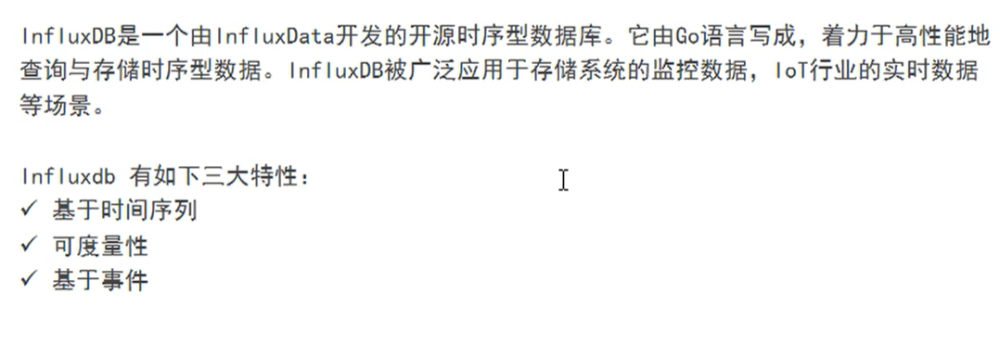 InfluxDB是一个由InfluxData开发的开源时序型数据库。它由Go语言写成，着力于高性能地
查询与存储时序型数据。InfluxDB被广泛应用于存储系统的监控数据，IoT行业的实时数据
等场景。
Influxdb 有如下三大特性：
✓ 基于时间序列
✓ 可度量性
✓ 基于事件